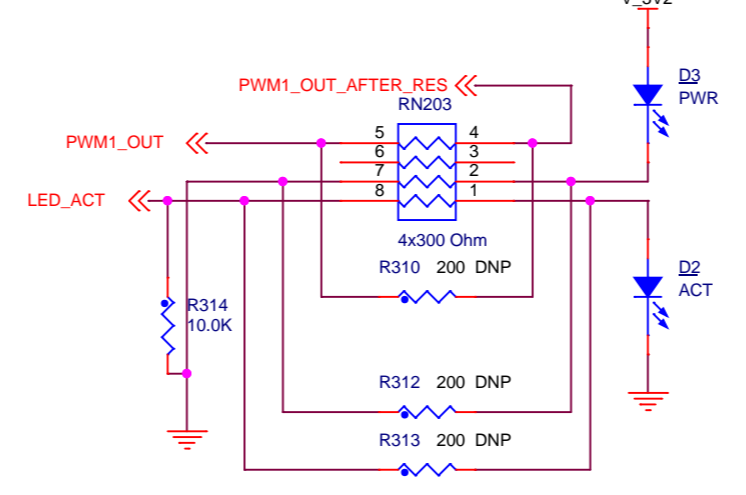 D3
PWR
PWM1_OUT_AFTER_RES
RN203
PWM1_OUT
5
4
6
3
7
2
8
1
LED_ACT
4x300 Ohm
R310 200 DNP
D2
ACT
R314
10.0K
R312 200 DNP
R313 200 DNP